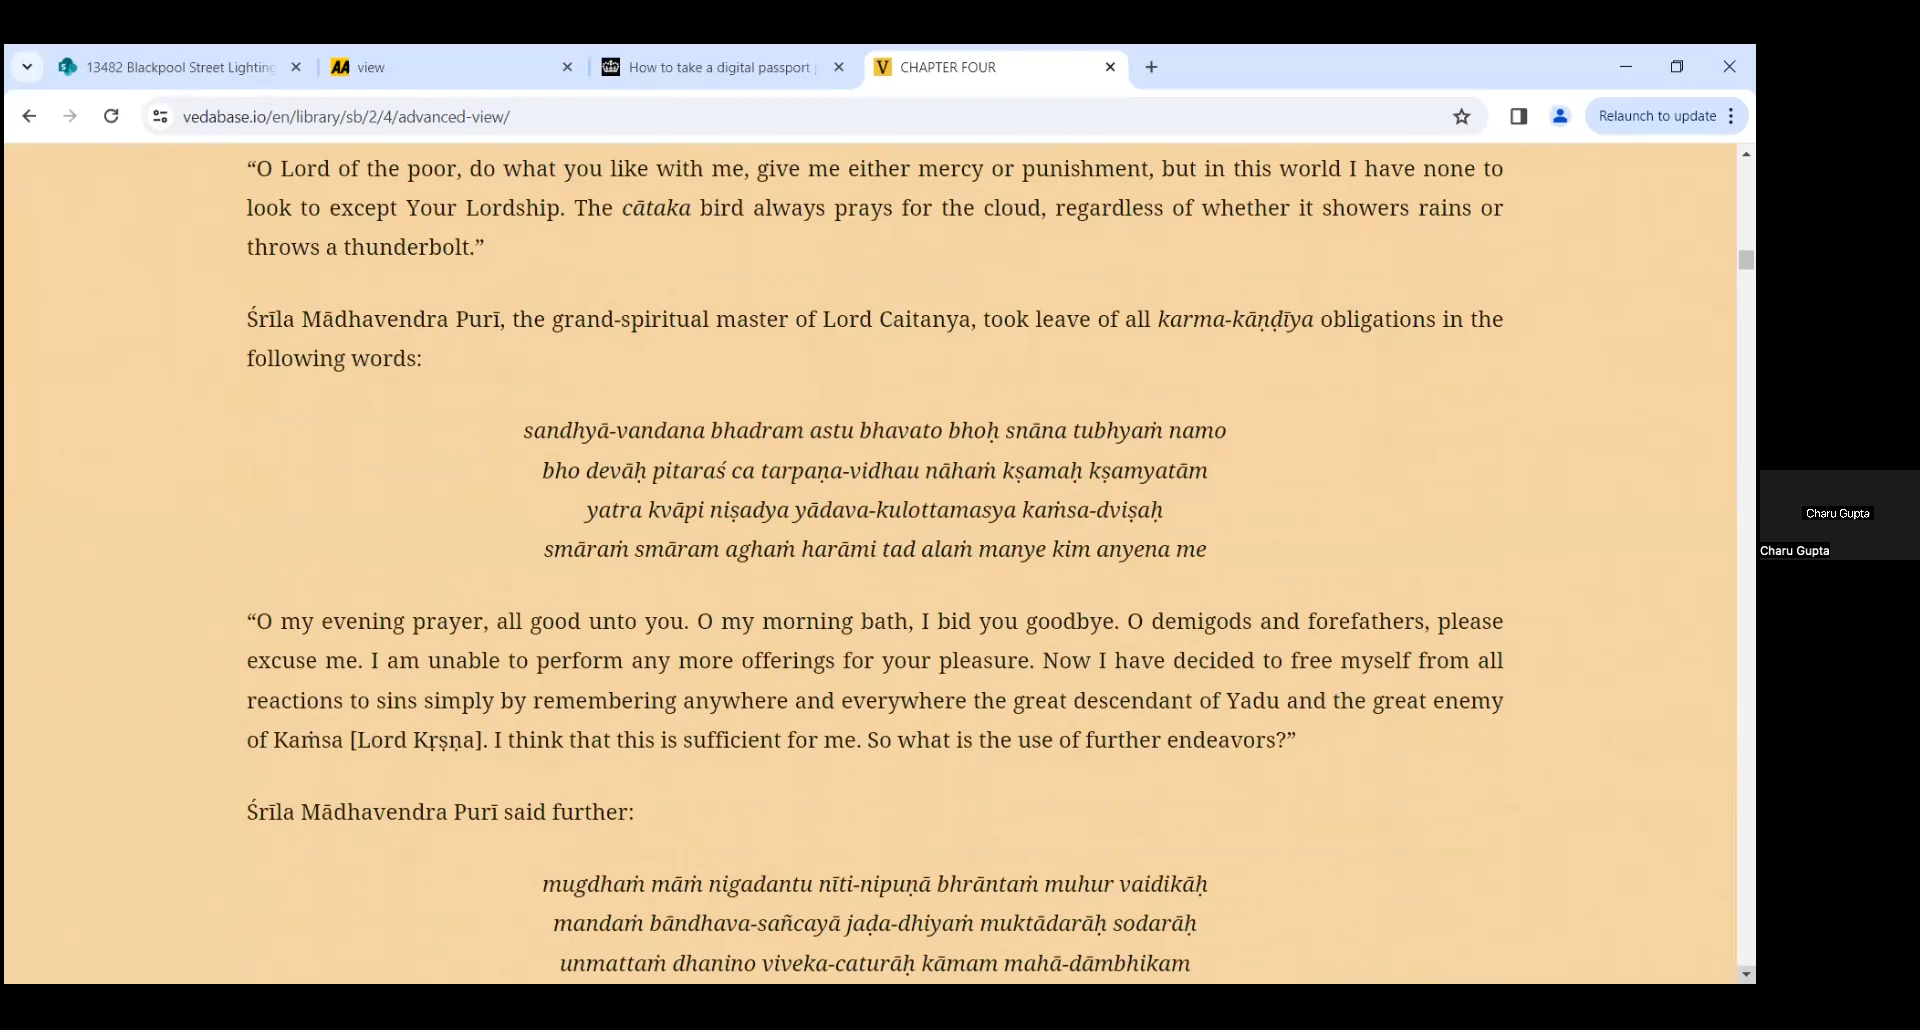 13482 Blackpool Street Lighting
AA view
How to take a digital passport
V CHAPTER FOUR
vedabase.io/en/library/sb/2/4/advanced-view/
Relaunch to update
“O Lord of the poor, do what you like with me, give me either mercy or punishment, but in this world I have none to
look to except Your Lordship. The cātaka bird always prays for the cloud, regardless of whether it showers rains or
throws a thunderbolt.”
Śrīla Mādhavendra Purī, the grand-spiritual master of Lord Caitanya, took leave of all karma-kāṇḍīya obligations in the
following words:
sandhyā-vandana bhadram astu bhavato bhoḥ snāna tubhyaṁ namo
bho devāḥ pitaraś ca tarpaṇa-vidhau nāhaṁ kṣamaḥ kṣamyatām
yatra kvāpi niṣadya yādava-kulottamasya kaṁsa-dviṣaḥ
smāraṁ smāram aghaṁ harāmi tad alaṁ manye kim anyena me
“O my evening prayer, all good unto you. O my morning bath, I bid you goodbye. O demigods and forefathers, please
excuse me. I am unable to perform any more offerings for your pleasure. Now I have decided to free myself from all
reactions to sins simply by remembering anywhere and everywhere the great descendant of Yadu and the great enemy
of Kaṁsa [Lord Kṛṣṇa]. I think that this is sufficient for me. So what is the use of further endeavors?”
Śrīla Mādhavendra Purī said further:
mugdhaṁ māṁ nigadantu nīti-nipuṇā bhrāntaṁ muhur vaidikāḥ
mandaṁ bāndhava-sañcayā jaḍa-dhiyaṁ muktādarāḥ sodarāḥ
unmattaṁ dhanino viveka-caturāḥ kāmam mahā-dāmbhikam
Charu Gupta
Charu Gupta